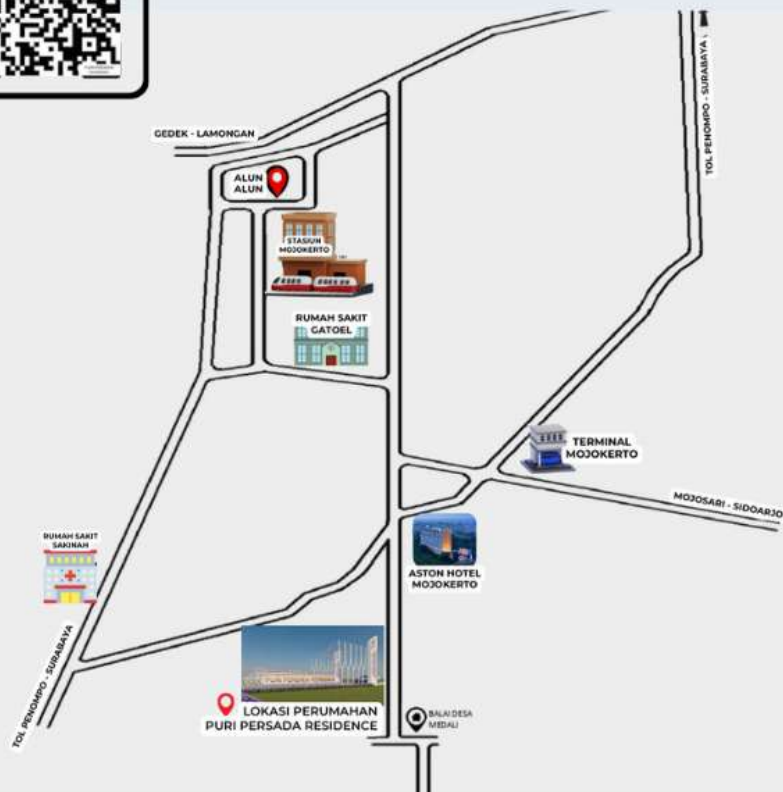 GEDEK - LAMONGAN
TOL PENOMPO - SURABAYA
ALUN
ALUN
STASIUN
MOJOKERTO
RUMAH SAKIT
GATOEL
TERMINAL
MOJOKERTO
MOJOSARI - SIDOARJO
RUMAH SAKIT
SAKINAH
ASTON HOTEL
MOJOKERTO
TOL PENOMPO - SURABAYA
LOKASI PERUMAHAN
PURI PERSADA RESIDENCE
BALAI DESA
MEDALI